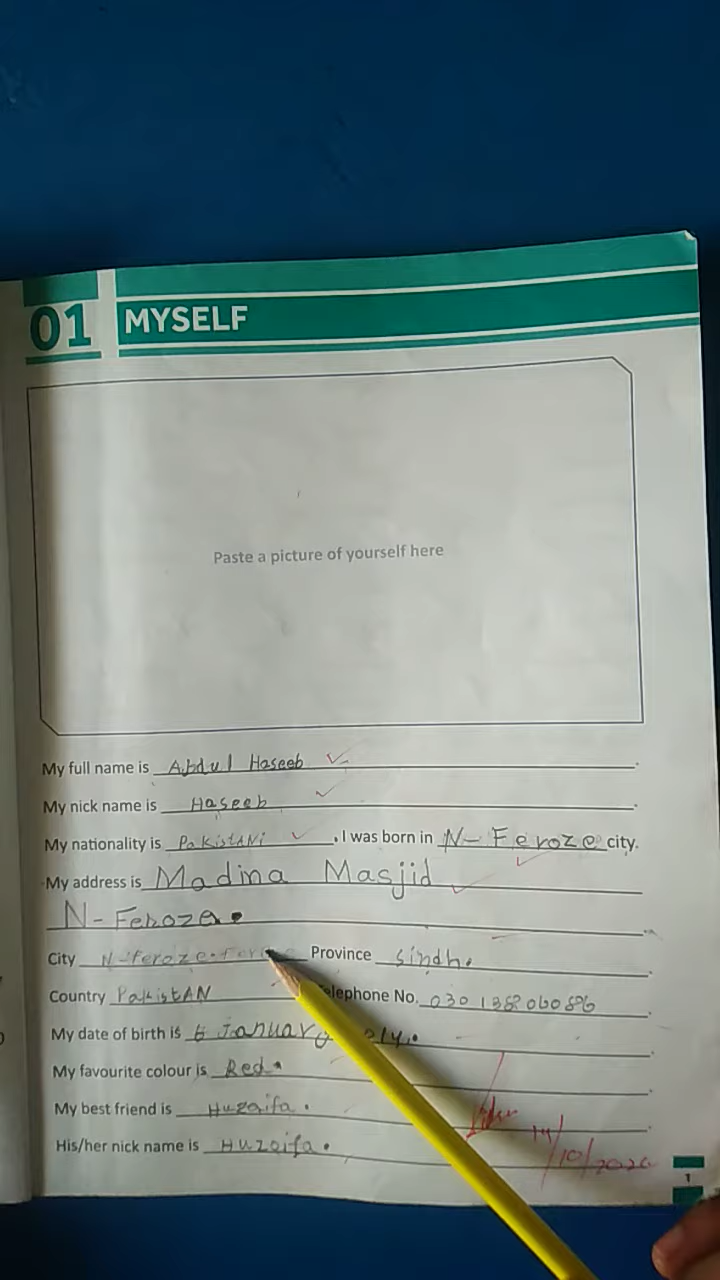 01 MYSELF
Paste a picture of yourself here
My full name is Abdul Haseeb.
My nick name is Haseeb.
My nationality is PakistANi. I was born in N-Feroze city.
My address is Madina Masjid
N-Feroze.
City N-feroze. Province Sindh.
Country PakistAN Telephone No.
My date of birth is 6 January
My favourite colour is Red.
My best friend is Huzaifa.
His/her nick name is Huzaifa.
1